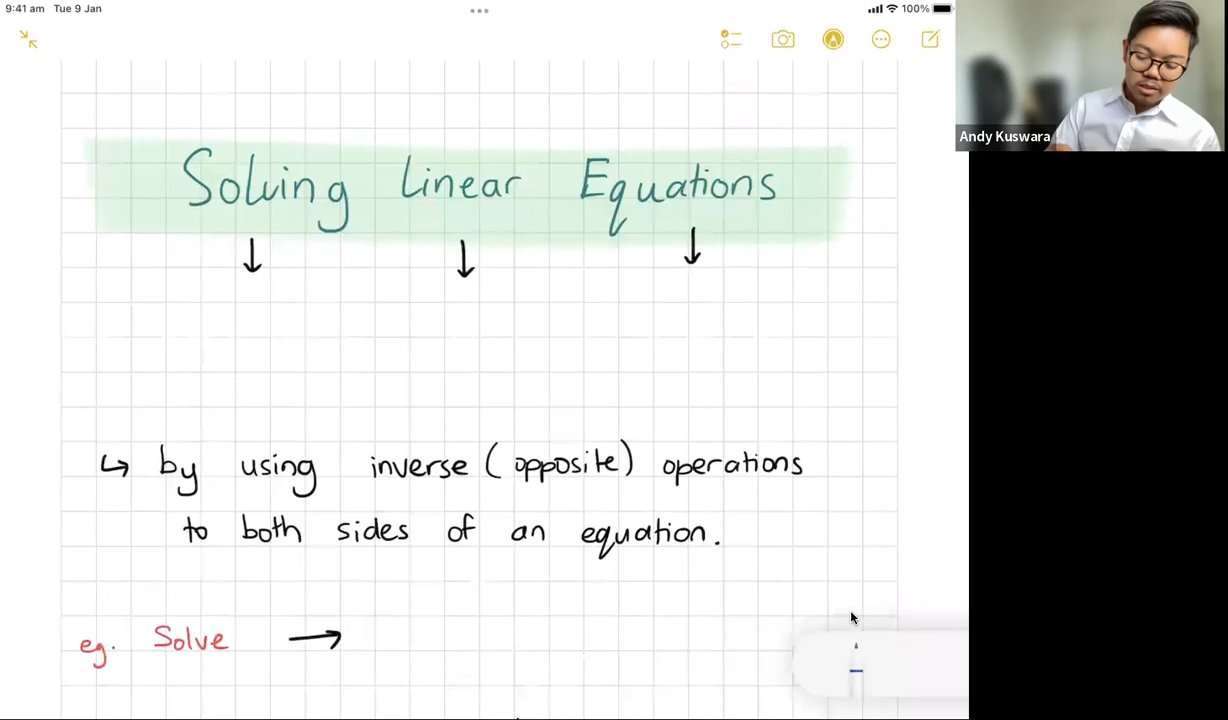 9:41 am Tue 9 Jan
100%
Andy Kuswara
Solving Linear Equations
↓ ↓ ↓
↳ by using inverse (opposite) operations
to both sides of an equation.
eg. Solve →